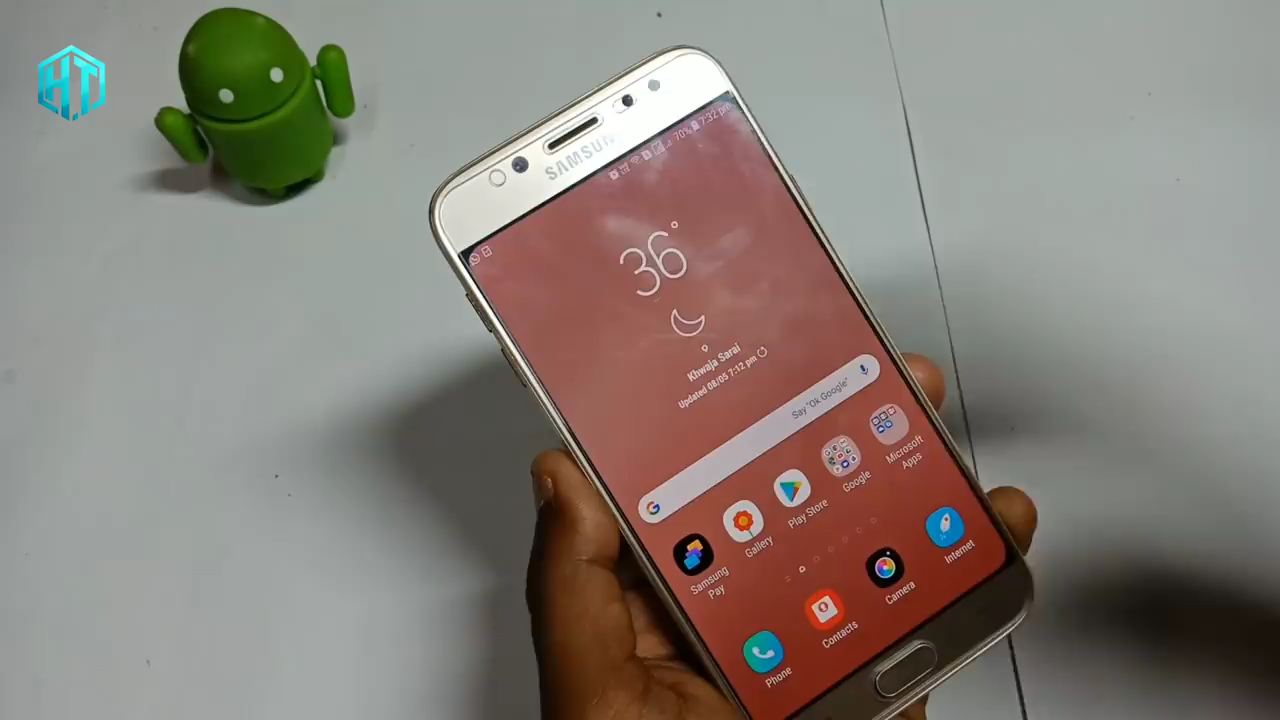 H.T
SAMSUNG
70% 7:32 pm
36°
Khwaja Sarai
Updated 08/05 7:12 pm
Say "Ok Google"
G
Samsung
Pay
Gallery
Play Store
Google
Microsoft
Apps
Phone
Contacts
Camera
Internet